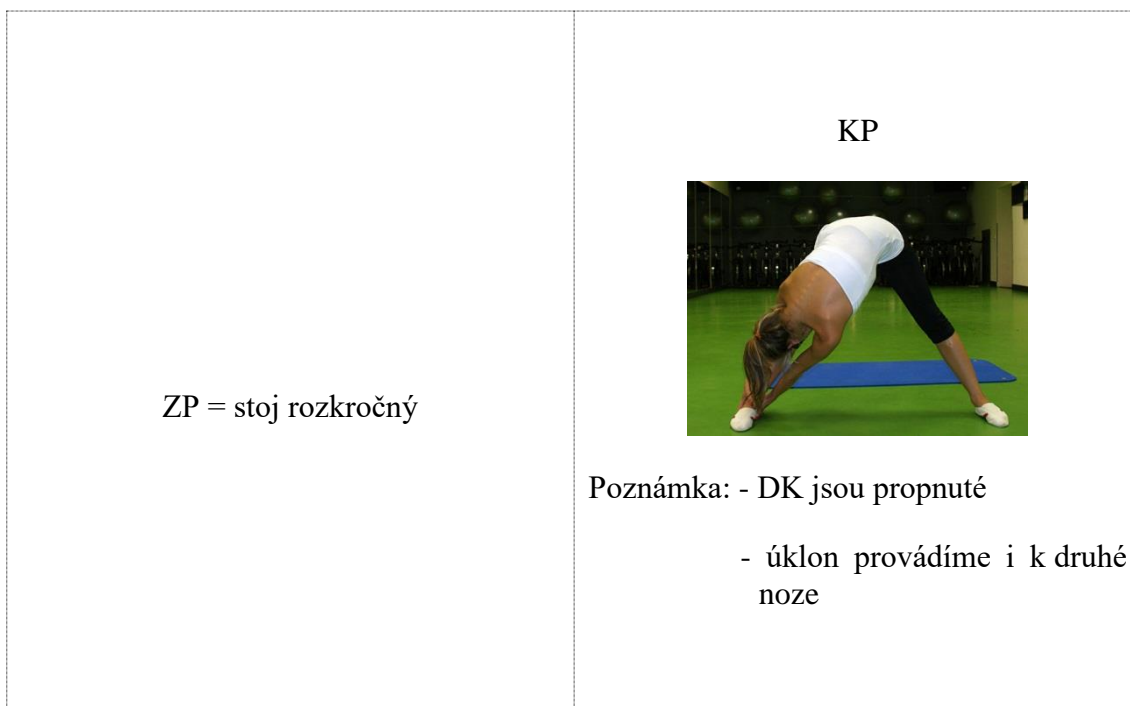 ZP = stoj rozkročný
KP
Poznámka: - DK jsou propnuté
- úklon provádíme i k druhé
noze